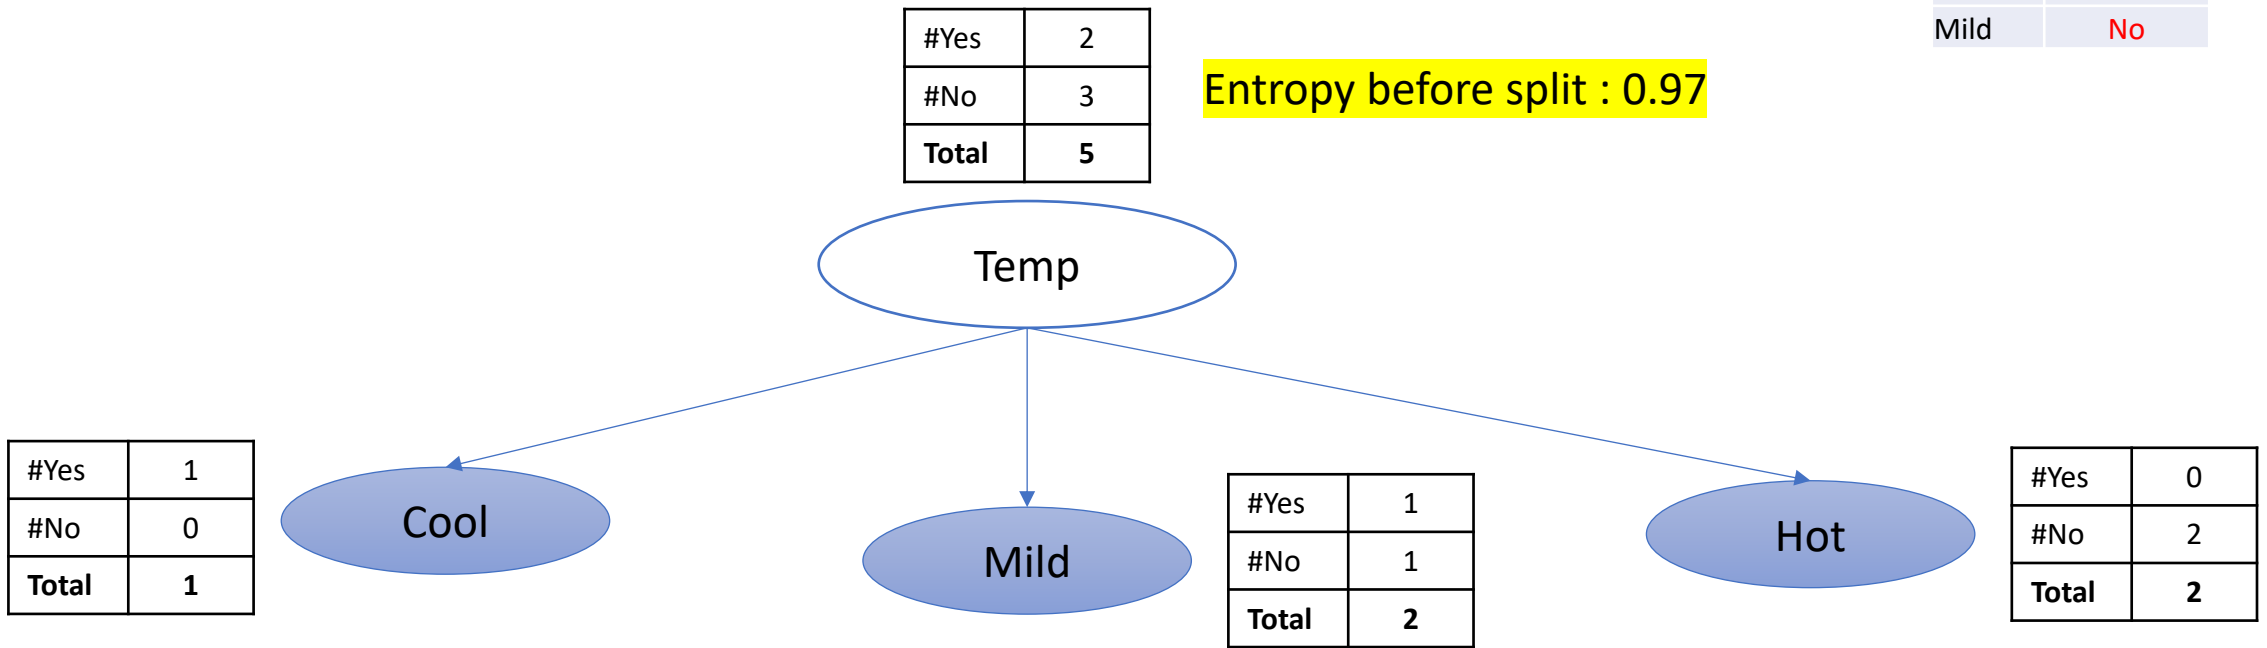 Mild No
#Yes 2
#No 3
Total 5
Entropy before split : 0.97
Temp
#Yes 1
#No 0
Total 1
Cool
Mild
#Yes 1
#No 1
Total 2
Hot
#Yes 0
#No 2
Total 2